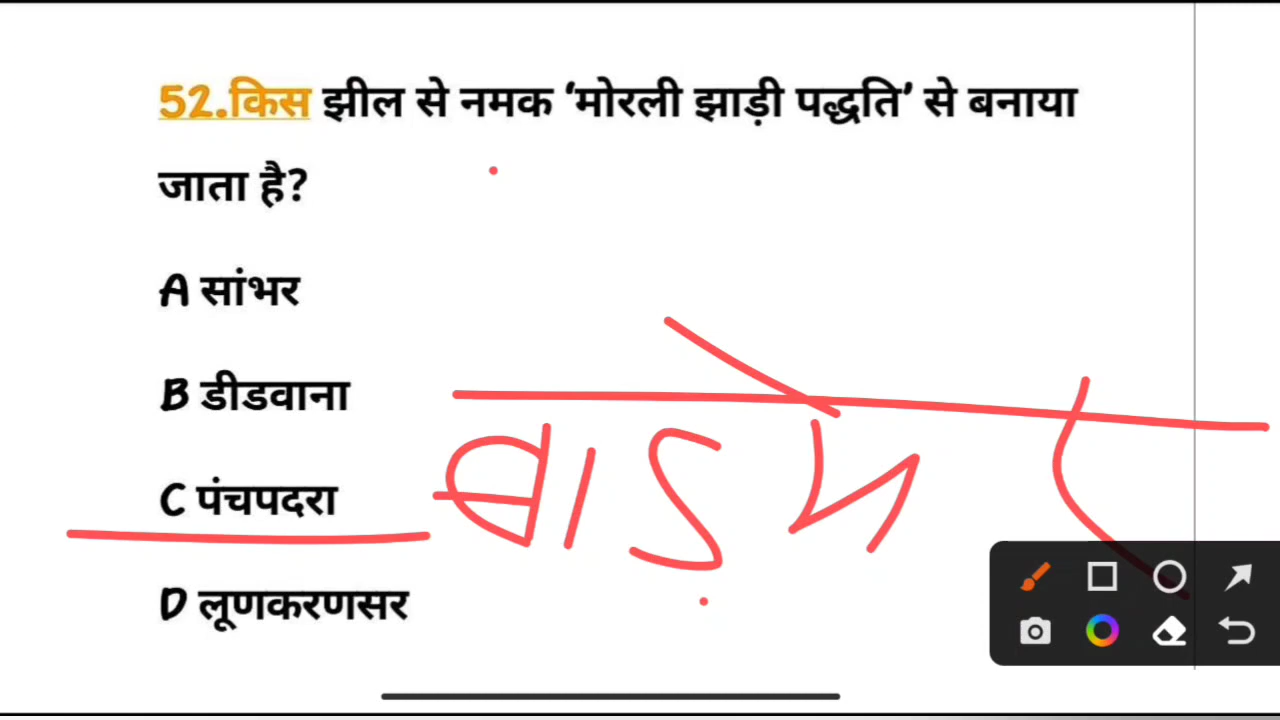 52.किस झील से नमक ‘मोरली झाड़ी पद्धति’ से बनाया
जाता है?
A सांभर
B डीडवाना
बाड़मेर
C पंचपदरा
D लूणकरणसर